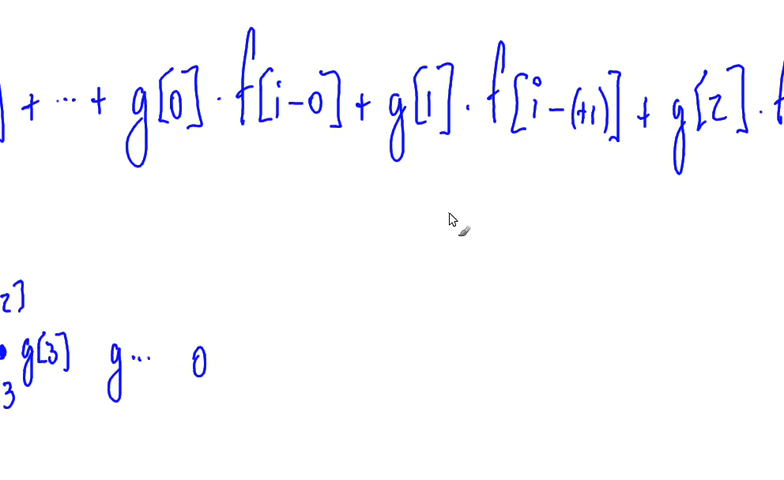 ] + ... + g[0] · f[i-0] + g[1] · f[i-(+1)] + g[2] · f
2]
· g[3] g... 0
3